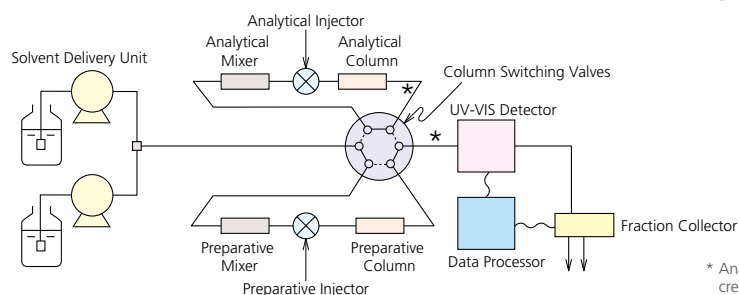 Analytical Injector
Analytical
Mixer
Analytical
Column
Solvent Delivery Unit
Column Switching Valves
*
*
UV-VIS Detector
Fraction Collector
Data Processor
Preparative
Mixer
Preparative
Column
Preparative Injector
* Ana
cre